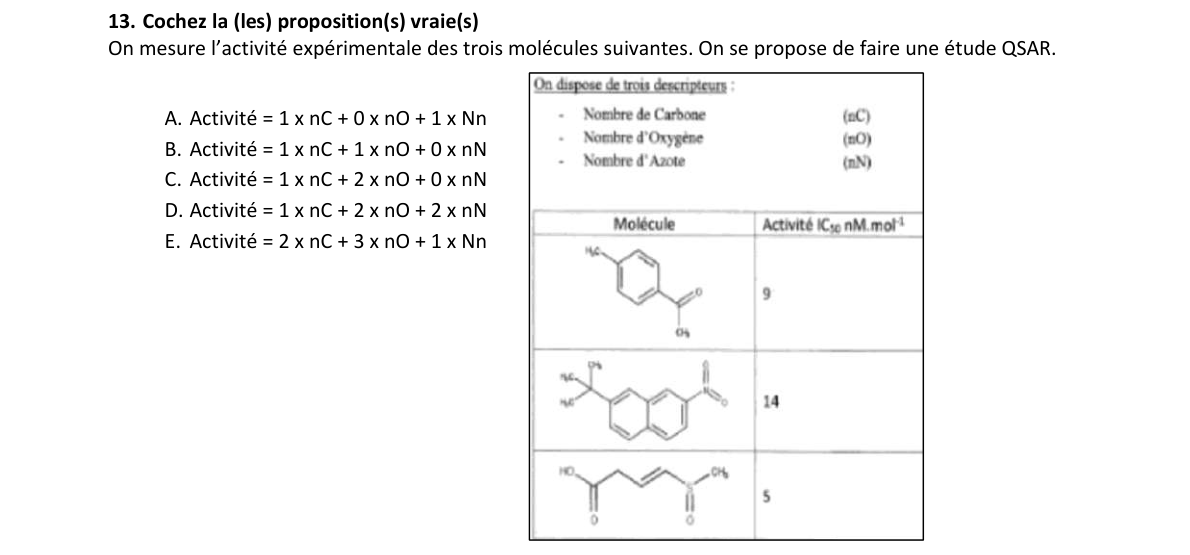 13. Cochez la (les) proposition(s) vraie(s)
On mesure l’activité expérimentale des trois molécules suivantes. On se propose de faire une étude QSAR.
A. Activité = 1 x nC + 0 x nO + 1 x Nn
B. Activité = 1 x nC + 1 x nO + 0 x nN
C. Activité = 1 x nC + 2 x nO + 0 x nN
D. Activité = 1 x nC + 2 x nO + 2 x nN
E. Activité = 2 x nC + 3 x nO + 1 x Nn
On dispose de trois descripteurs :
- Nombre de Carbone (nC)
- Nombre d'Oxygène (nO)
- Nombre d'Azote (nN)
Molécule Activité IC50 nM.mol-1
H₃C
O
CH₃
9
H₃C
O
14
HO
CH₃
O
O
5